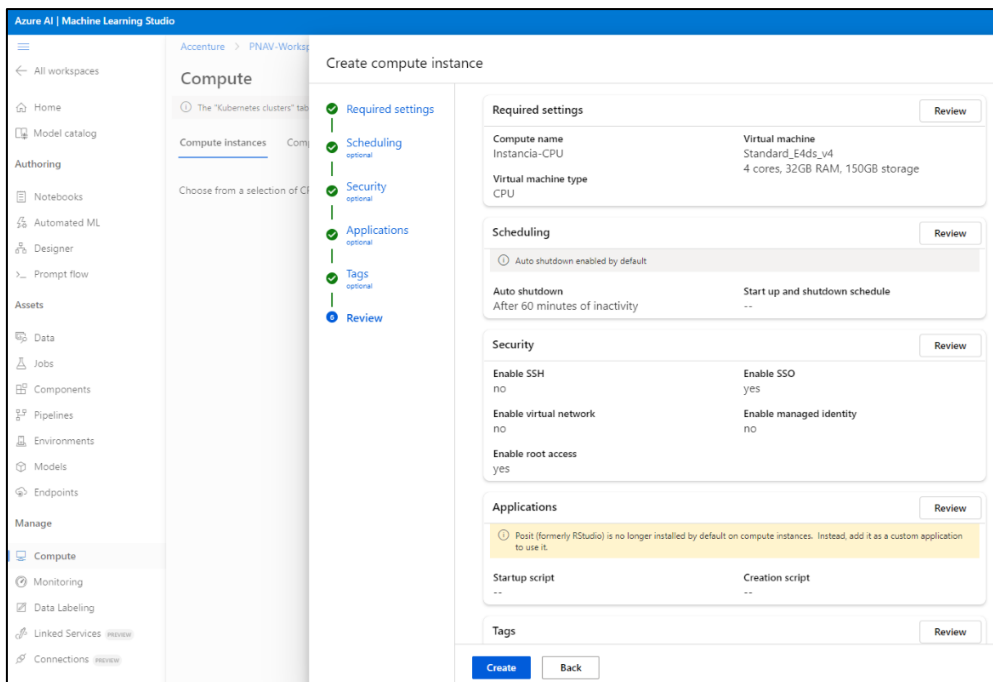 Azure AI | Machine Learning Studio
All workspaces
Home
Model catalog
Authoring
Notebooks
Automated ML
Designer
Prompt flow
Assets
Data
Jobs
Components
Pipelines
Environments
Models
Endpoints
Manage
Compute
Monitoring
Data Labeling
Linked Services PREVIEW
Connections PREVIEW
Accenture > PNAV-Worksp
Compute
The "Kubernetes clusters" tab
Compute instances Com
Choose from a selection of CP
Create compute instance
Required settings
Scheduling
optional
Security
optional
Applications
optional
Tags
optional
6 Review
Required settings Review
Compute name Virtual machine
Instancia-CPU Standard_E4ds_v4
4 cores, 32GB RAM, 150GB storage
Virtual machine type
CPU
Scheduling Review
Auto shutdown enabled by default
Auto shutdown Start up and shutdown schedule
After 60 minutes of inactivity --
Security Review
Enable SSH Enable SSO
no yes
Enable virtual network Enable managed identity
no no
Enable root access
yes
Applications Review
Posit (formerly RStudio) is no longer installed by default on compute instances. Instead, add it as a custom application
to use it.
Startup script Creation script
-- --
Tags Review
Create Back